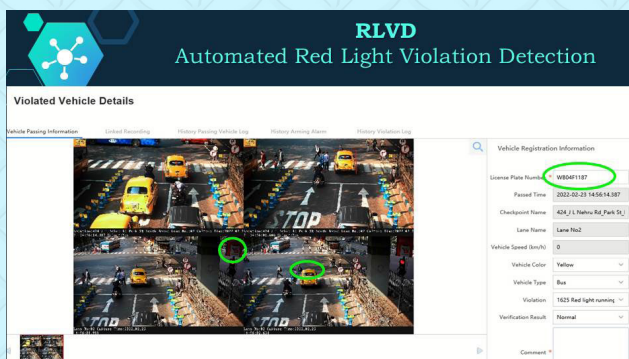 RLVD
Automated Red Light Violation Detection
Violated Vehicle Details
Vehicle Passing Information
Linked Recording
History Passing Vehicle Log
History Arming Alarm
History Violation Log
Vehicle Registration Information
License Plate Number * WB04F1187
Passed Time 2022-02-23 14:56:14.387
Checkpoint Name 424_J L Nehru Rd_Park St_
Lane Name Lane No2
Vehicle Speed (km/h) 0
Vehicle Color Yellow
Vehicle Type Bus
Violation 1625 Red light running
Verification Result Normal
Comment *
STOP
STOP